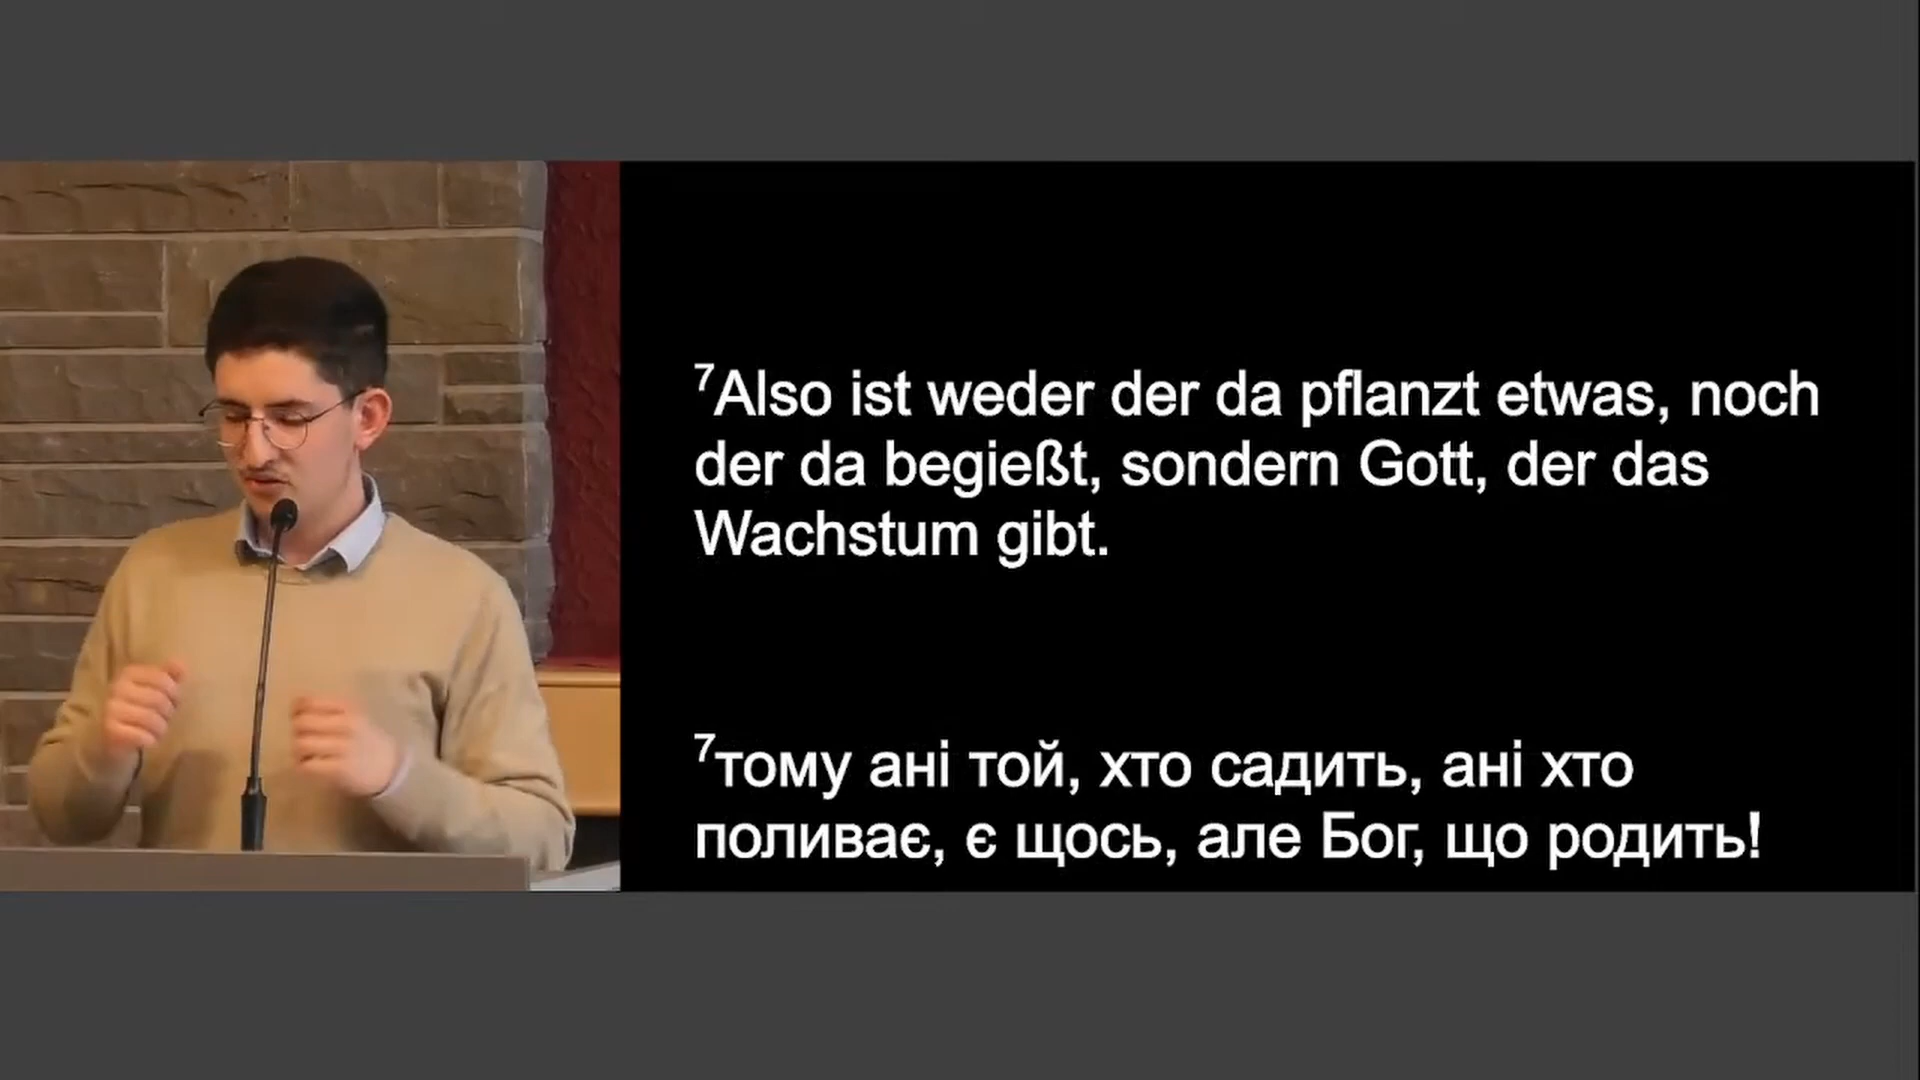 ⁷Also ist weder der da pflanzt etwas, noch
der da begießt, sondern Gott, der das
Wachstum gibt.
⁷тому ані той, хто садить, ані хто
поливає, є щось, але Бог, що родить!